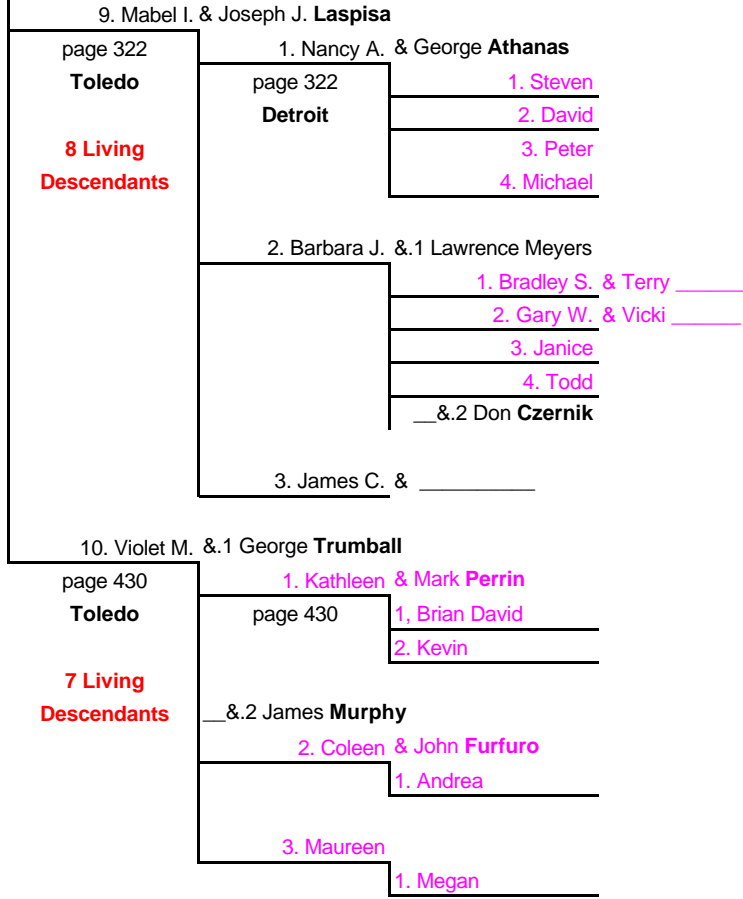 9. Mabel I. & Joseph J. Laspisa
page 322 1. Nancy A. & George Athanas
Toledo page 322 1. Steven
Detroit 2. David
8 Living 3. Peter
Descendants 4. Michael
2. Barbara J. &.1 Lawrence Meyers
1. Bradley S. & Terry ______
2. Gary W. & Vicki ______
3. Janice
4. Todd
__&.2 Don Czernik
3. James C. & __________
10. Violet M. &.1 George Trumball
page 430 1. Kathleen & Mark Perrin
Toledo page 430 1, Brian David
2. Kevin
7 Living
Descendants __&.2 James Murphy
2. Coleen & John Furfuro
1. Andrea
3. Maureen
1. Megan